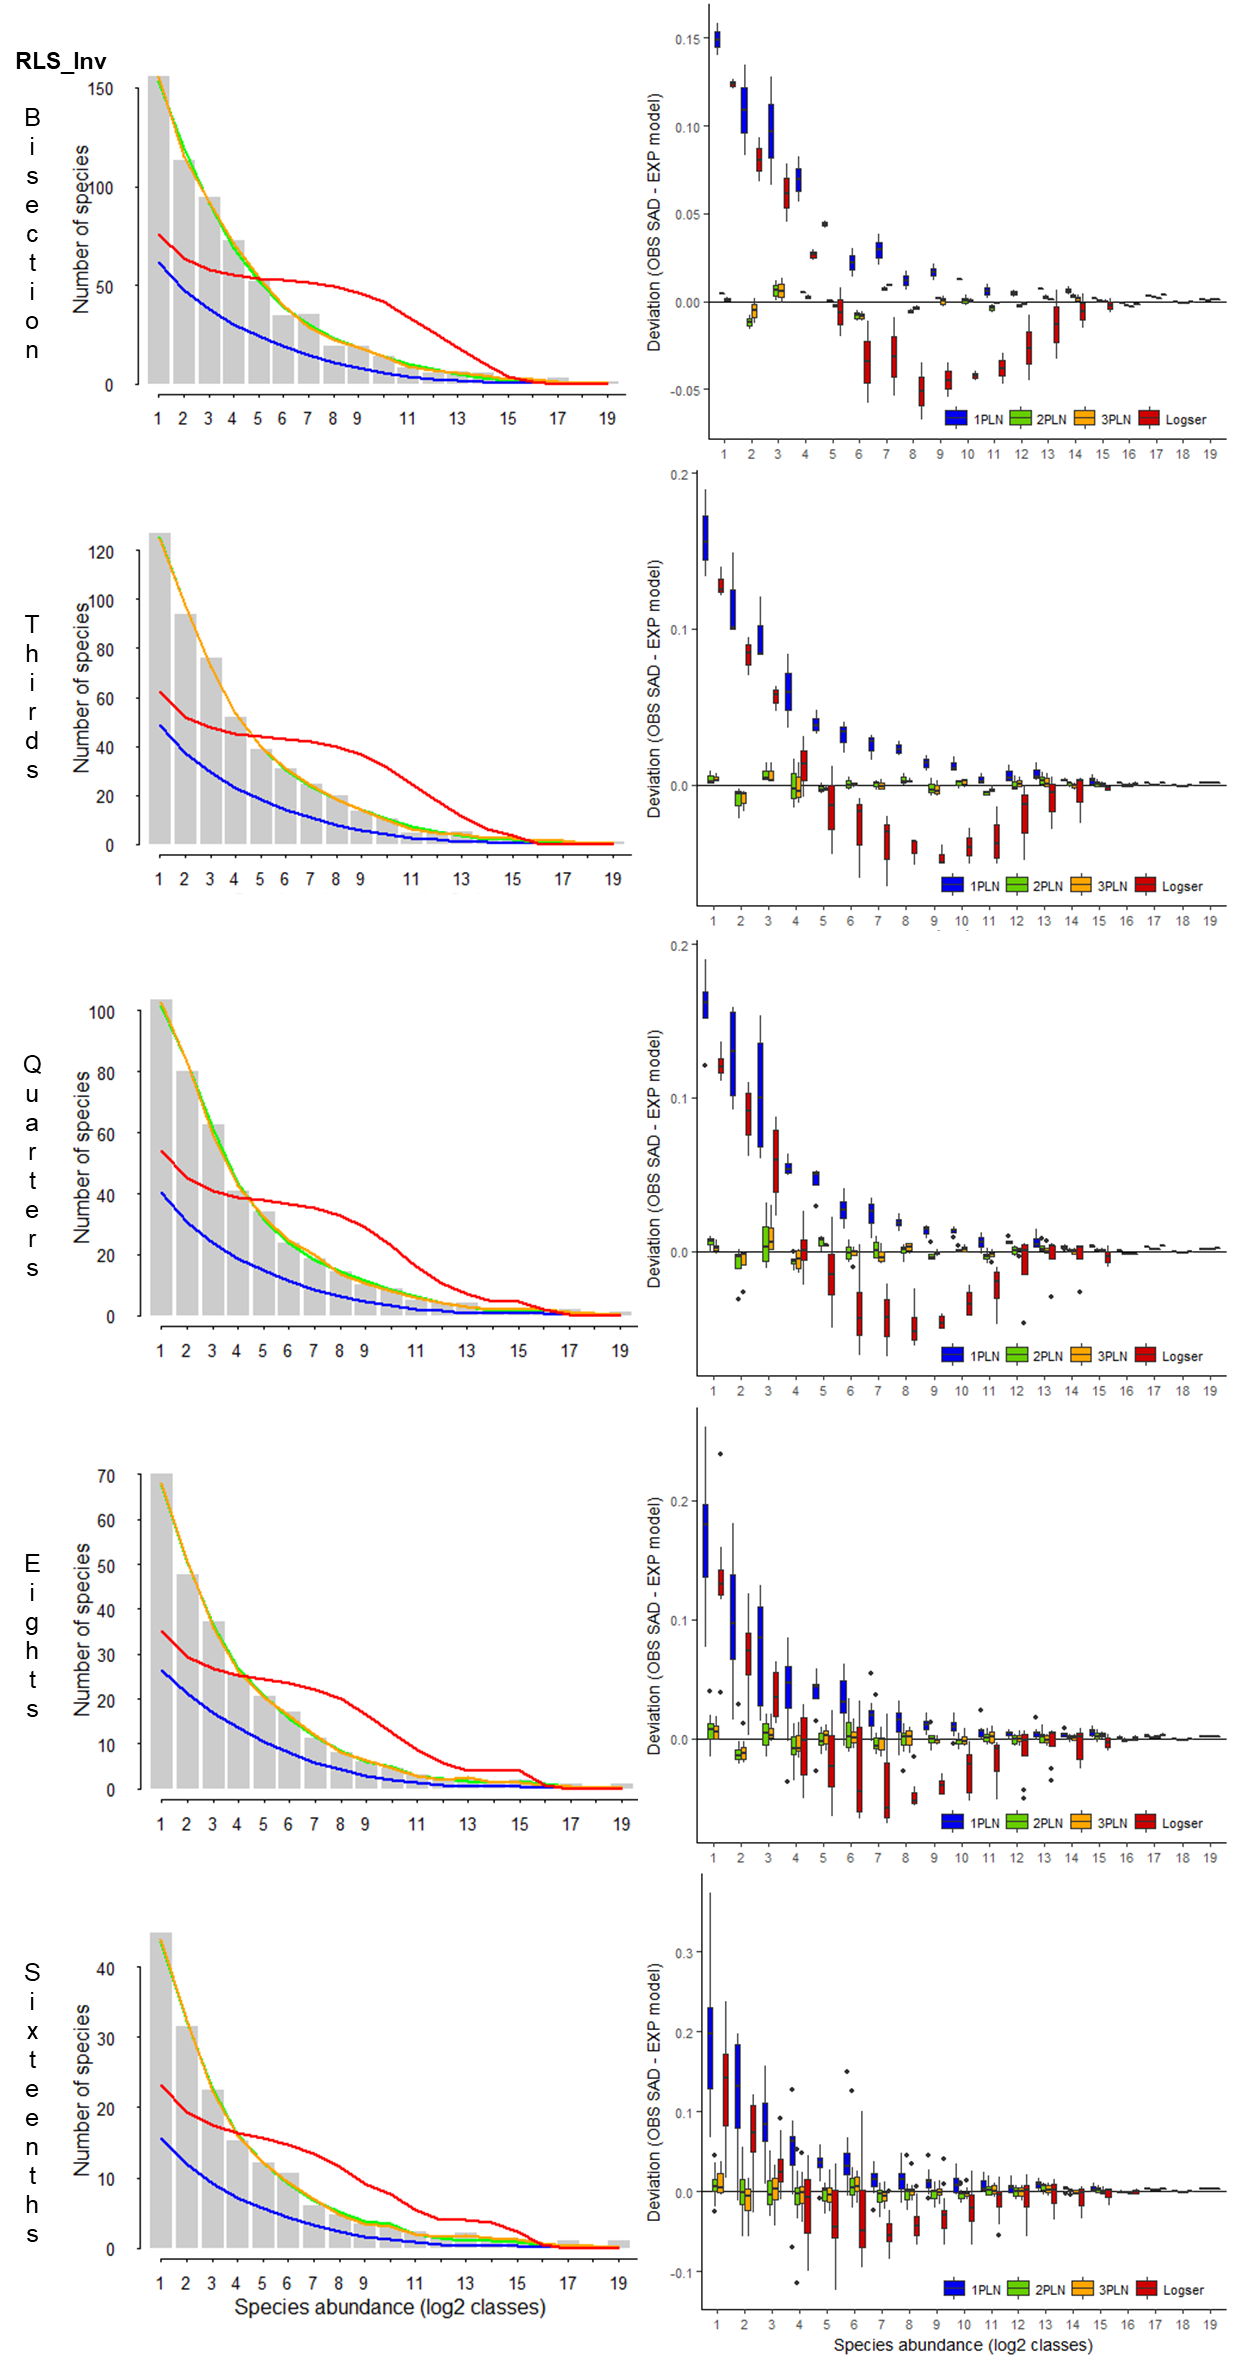 RLS_Inv
Bisection
Number of species
150
100
50
0
1 2 3 4 5 6 7 8 9 11 13 15 17 19
Deviation (OBS SAD - EXP model)
0.15
0.10
0.05
0.00
-0.05
1PLN 2PLN 3PLN Logser
1 2 3 4 5 6 7 8 9 10 11 12 13 14 15 16 17 18 19
Thirds
Number of species
120
100
80
60
40
20
0
1 2 3 4 5 6 7 8 9 11 13 15 17 19
Deviation (OBS SAD - EXP model)
0.2
0.1
0.0
1PLN 2PLN 3PLN Logser
1 2 3 4 5 6 7 8 9 10 11 12 13 14 15 16 17 18 19
Quarters
Number of species
100
80
60
40
20
0
1 2 3 4 5 6 7 8 9 11 13 15 17 19
Deviation (OBS SAD - EXP model)
0.2
0.1
0.0
1PLN 2PLN 3PLN Logser
1 2 3 4 5 6 7 8 9 10 11 12 13 14 15 16 17 18 19
Eights
Number of species
70
60
50
40
30
20
10
0
1 2 3 4 5 6 7 8 9 11 13 15 17 19
Deviation (OBS SAD - EXP model)
0.2
0.1
0.0
1PLN 2PLN 3PLN Logser
1 2 3 4 5 6 7 8 9 10 11 12 13 14 15 16 17 18 19
Sixteenths
Number of species
40
30
20
10
0
1 2 3 4 5 6 7 8 9 11 13 15 17 19
Species abundance (log2 classes)
Deviation (OBS SAD - EXP model)
0.3
0.2
0.1
0.0
-0.1
1PLN 2PLN 3PLN Logser
1 2 3 4 5 6 7 8 9 10 11 12 13 14 15 16 17 18 19
Species abundance (log2 classes)